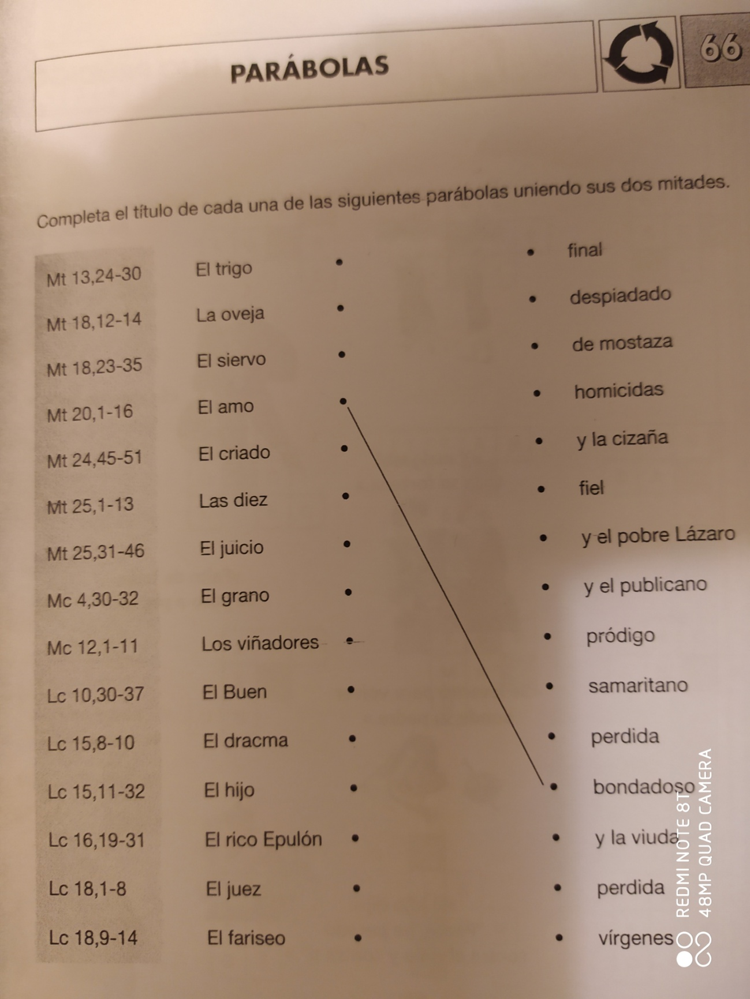 PARÁBOLAS
66
Completa el título de cada una de las siguientes parábolas uniendo sus dos mitades.
Mt 13,24-30 El trigo • • final
Mt 18,12-14 La oveja • • despiadado
Mt 18,23-35 El siervo • • de mostaza
Mt 20,1-16 El amo • • homicidas
Mt 24,45-51 El criado • • y la cizaña
Mt 25,1-13 Las diez • • fiel
Mt 25,31-46 El juicio • • y el pobre Lázaro
Mc 4,30-32 El grano • • y el publicano
Mc 12,1-11 Los viñadores • • pródigo
Lc 10,30-37 El Buen • • samaritano
Lc 15,8-10 El dracma • • perdida
Lc 15,11-32 El hijo • • bondadoso
Lc 16,19-31 El rico Epulón • • y la viuda
Lc 18,1-8 El juez • • perdida
Lc 18,9-14 El fariseo • • vírgenes
REDMI NOTE 8T
48MP QUAD CAMERA